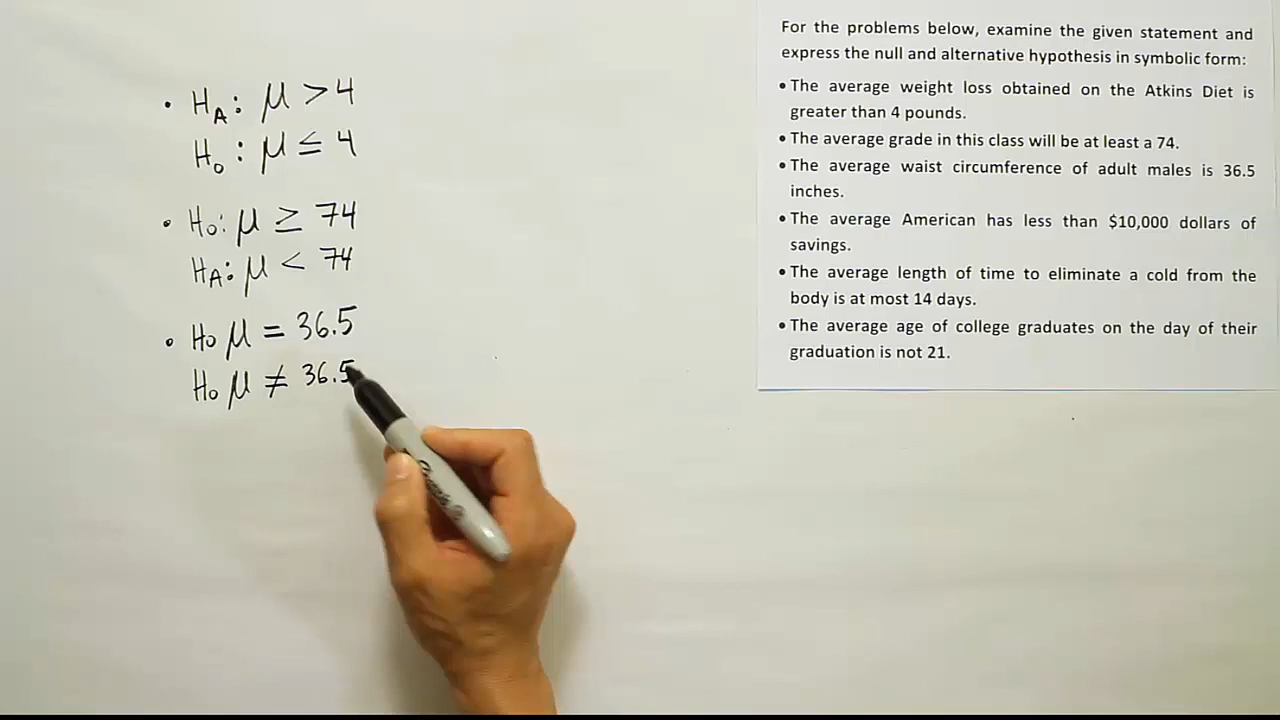 • HA: μ > 4
H0: μ ≤ 4
• H0: μ ≥ 74
HA: μ < 74
• H0 μ = 36.5
H0 μ ≠ 36.5
For the problems below, examine the given statement and
express the null and alternative hypothesis in symbolic form:
• The average weight loss obtained on the Atkins Diet is
greater than 4 pounds.
• The average grade in this class will be at least a 74.
• The average waist circumference of adult males is 36.5
inches.
• The average American has less than $10,000 dollars of
savings.
• The average length of time to eliminate a cold from the
body is at most 14 days.
• The average age of college graduates on the day of their
graduation is not 21.